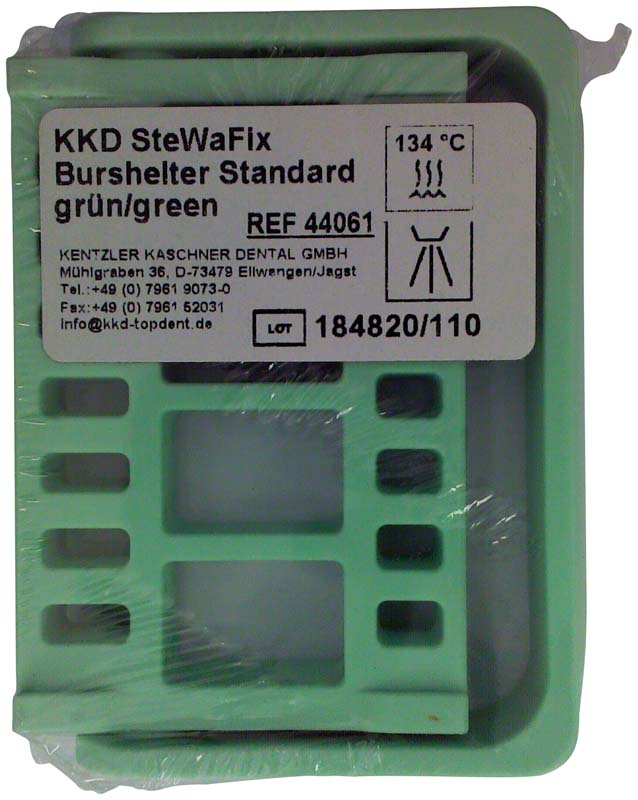 KKD SteWaFix
Burshelter Standard
grün/green
REF 44061
134 °C
KENTZLER KASCHNER DENTAL GMBH
Mühlgraben 36, D-73479 Ellwangen/Jagst
Tel.:+49 (0) 7961 9073-0
Fax:+49 (0) 7961 52031
Info@kkd-topdent.de
LOT 184820/110